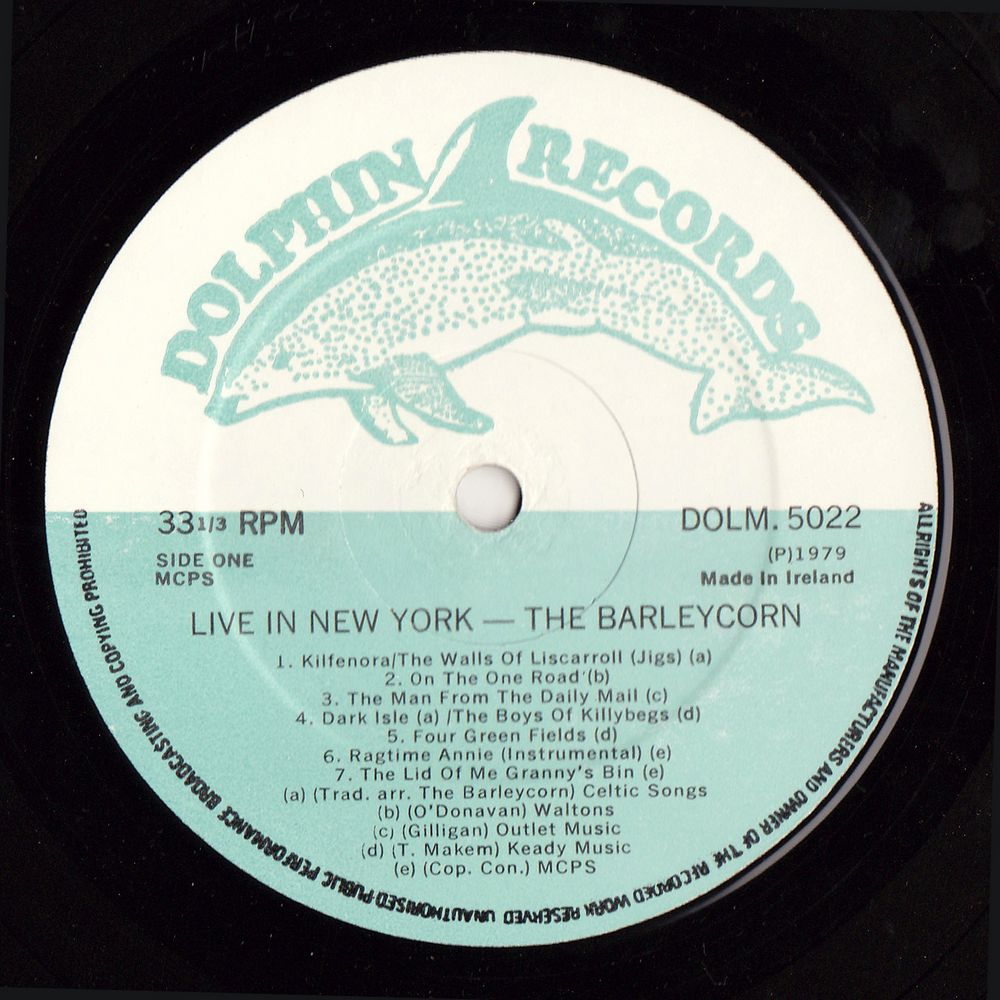 DOLPHIN RECORDS
33 1/3 RPM
DOLM. 5022
SIDE ONE
(P)1979
MCPS
Made In Ireland
LIVE IN NEW YORK — THE BARLEYCORN
1. Kilfenora/The Walls Of Liscarroll (Jigs) (a)
2. On The One Road (b)
3. The Man From The Daily Mail (c)
4. Dark Isle (a) /The Boys Of Killybegs (d)
5. Four Green Fields (d)
6. Ragtime Annie (Instrumental) (e)
7. The Lid Of Me Granny's Bin (e)
(a) (Trad. arr. The Barleycorn) Celtic Songs
(b) (O'Donavan) Waltons
(c) (Gilligan) Outlet Music
(d) (T. Makem) Keady Music
(e) (Cop. Con.) MCPS
ALL RIGHTS OF THE MANUFACTURERS AND OWNER OF THE RECORDED WORK RESERVED UNAUTHORISED PUBLIC PERFORMANCE BROADCASTING AND COPYING PROHIBITED